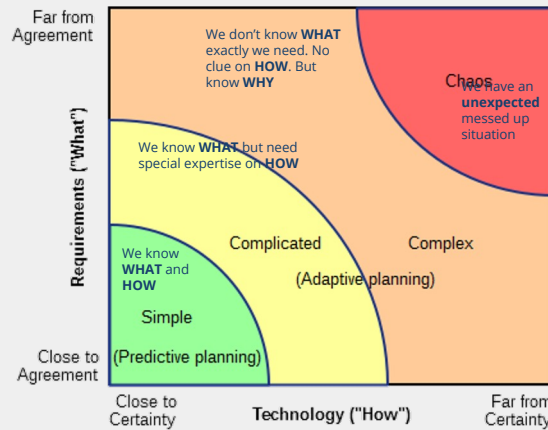 Far from
Agreement
We don't know WHAT
exactly we need. No
clue on HOW. But
know WHY
Chaos
We have an
unexpected
messed up
situation
We know WHAT but need
special expertise on HOW
Requirements ("What")
We know
WHAT and
HOW
Complicated
Complex
(Adaptive planning)
Simple
(Predictive planning)
Close to
Agreement
Close to
Certainty
Technology ("How")
Far from
Certainty